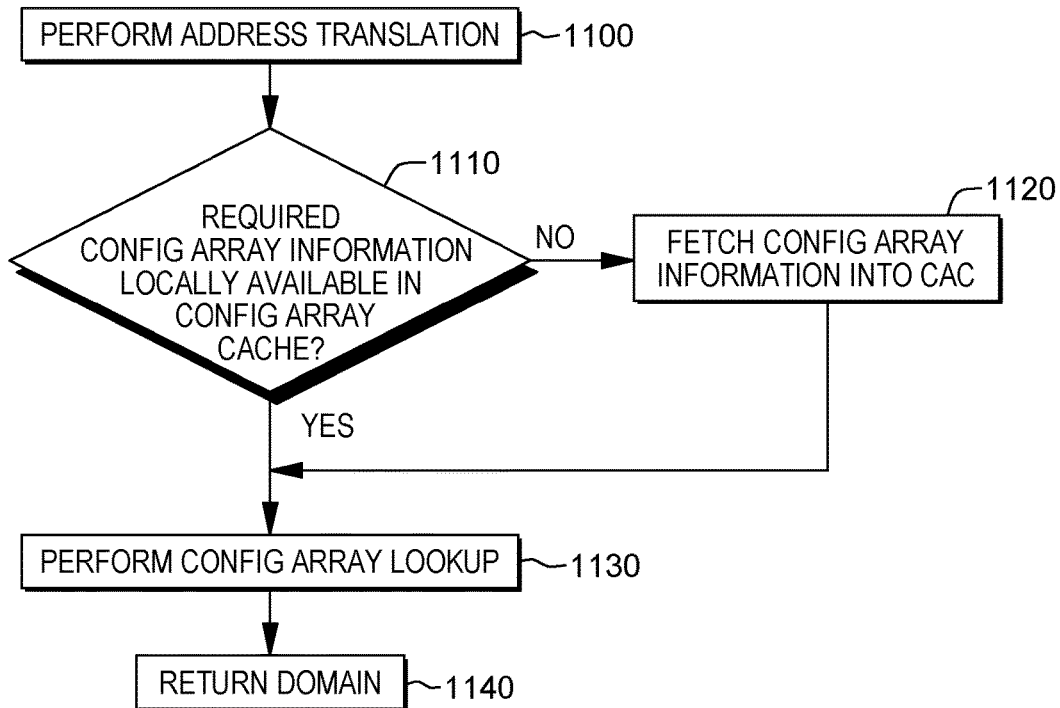 PERFORM ADDRESS TRANSLATION
1100
1110
REQUIRED
CONFIG ARRAY INFORMATION
LOCALLY AVAILABLE IN
CONFIG ARRAY
CACHE?
NO
1120
FETCH CONFIG ARRAY
INFORMATION INTO CAC
YES
PERFORM CONFIG ARRAY LOOKUP
1130
RETURN DOMAIN
1140